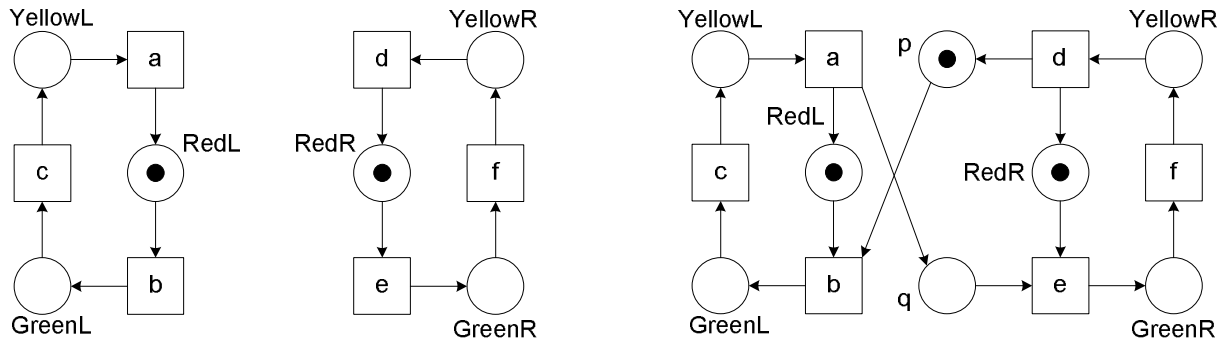 YellowL
a
RedL
c
b
GreenL
YellowR
d
RedR
f
e
GreenR
YellowL
a
p
d
YellowR
RedL
c
RedR
f
b
q
e
GreenL
GreenR